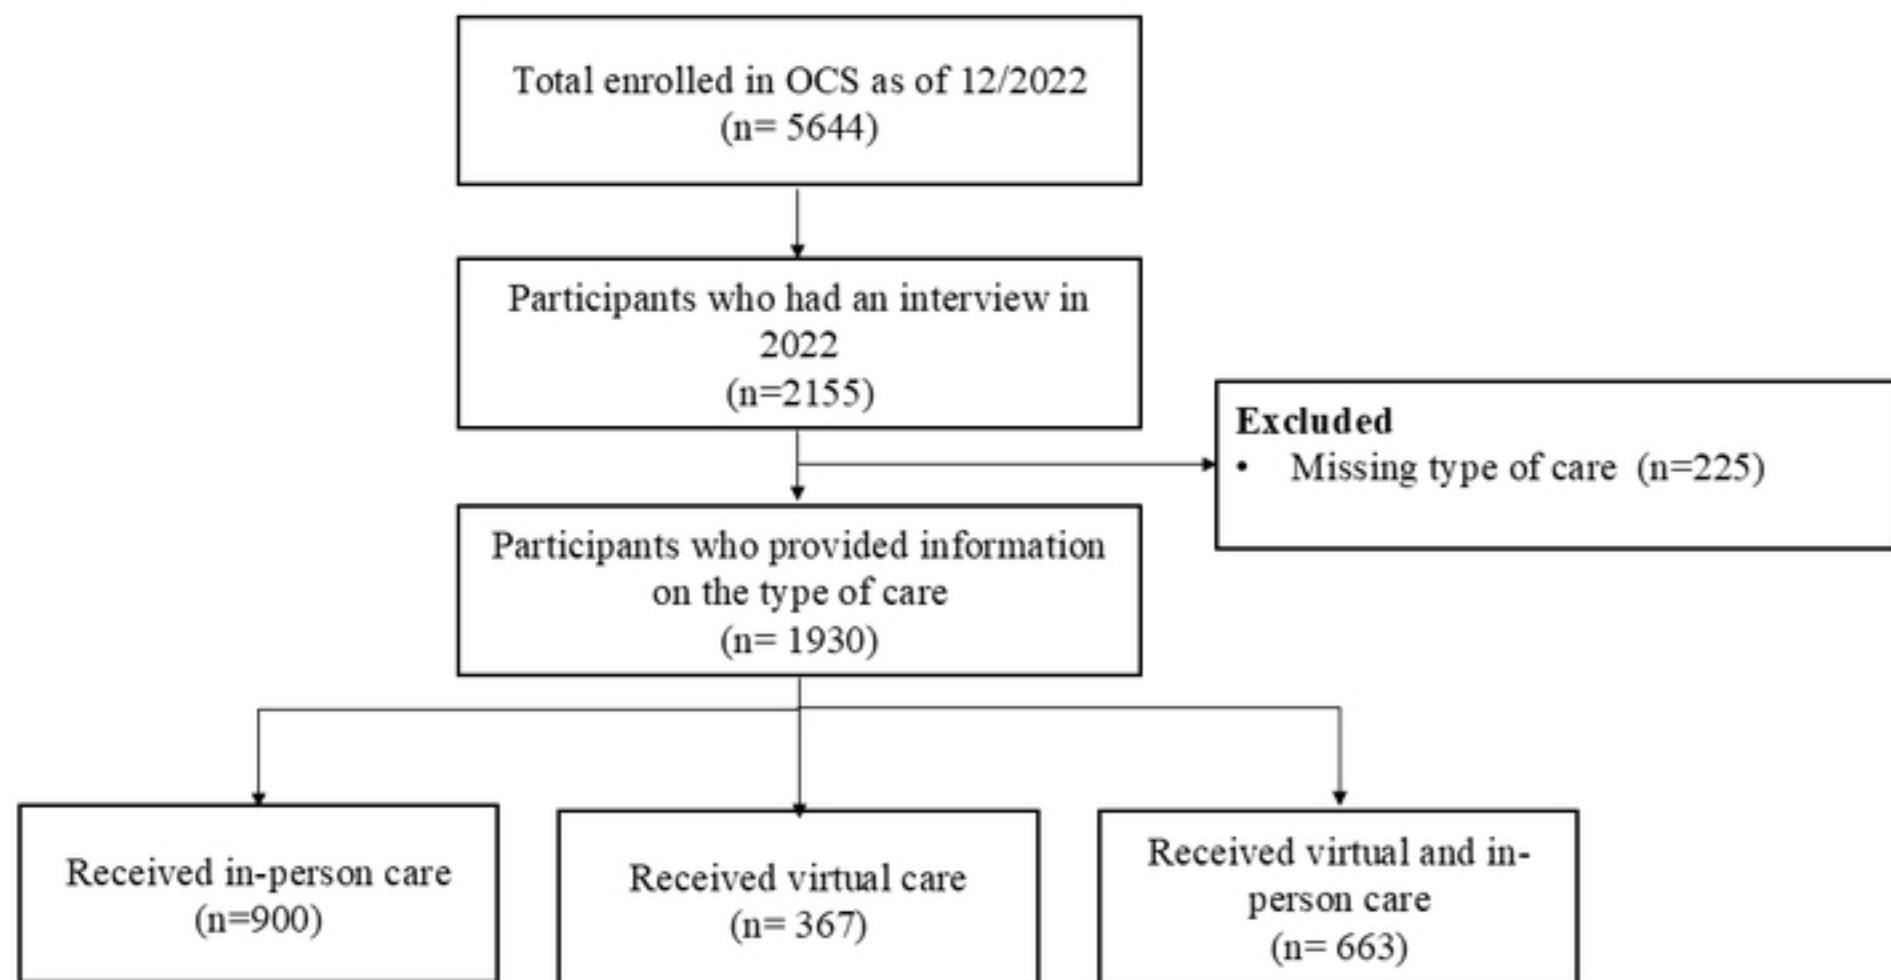 Total enrolled in OCS as of 12/2022
(n= 5644)
Participants who had an interview in
2022
(n=2155)
Excluded
• Missing type of care (n=225)
Participants who provided information
on the type of care
(n= 1930)
Received in-person care
(n=900)
Received virtual care
(n= 367)
Received virtual and in-
person care
(n= 663)